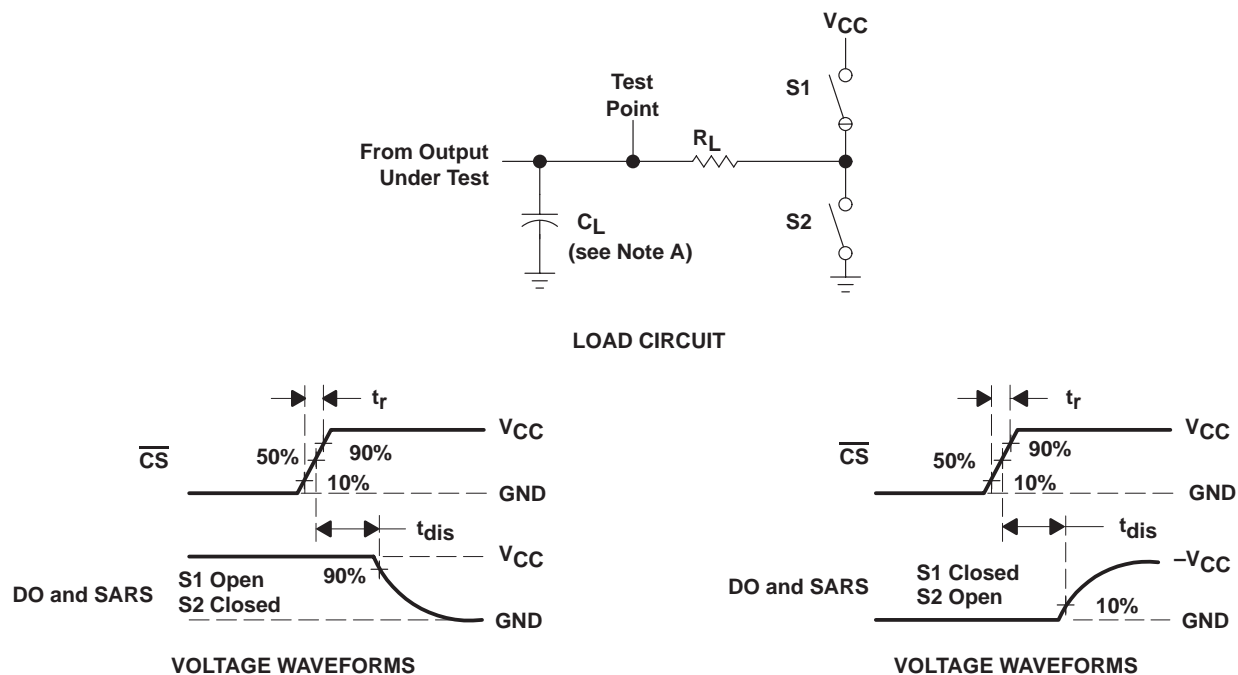 VCC
S1
Test
Point
RL
From Output
Under Test
S2
CL
(see Note A)
LOAD CIRCUIT
tr
VCC
CS
50%
90%
10%
GND
tdis
VCC
DO and SARS
S1 Open
S2 Closed
90%
GND
VOLTAGE WAVEFORMS
tr
VCC
CS
50%
90%
10%
GND
tdis
–VCC
DO and SARS
S1 Closed
S2 Open
10%
GND
VOLTAGE WAVEFORMS